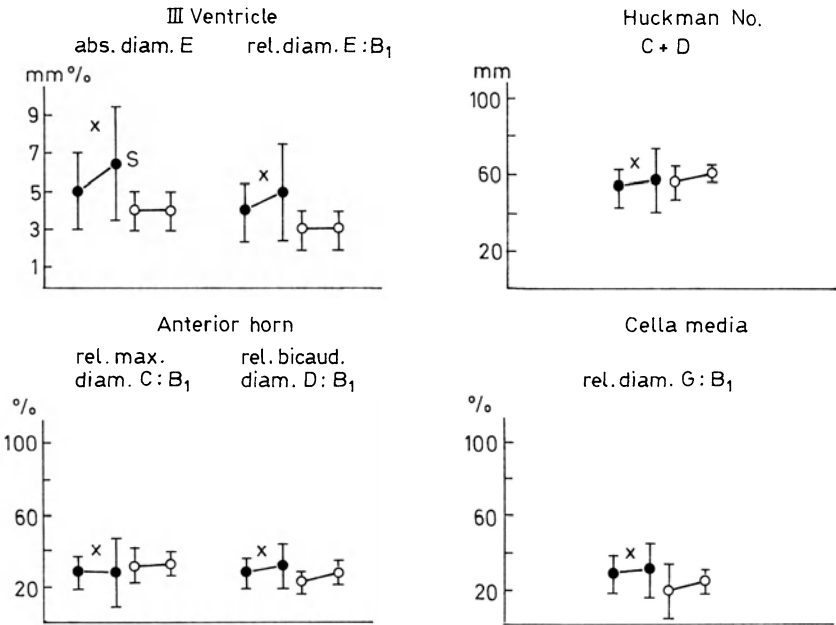 III Ventricle
abs. diam. E rel. diam. E:B₁
mm %
9
7
5
3
1
x
S
x
Huckman No.
C + D
mm
100
60
20
x
Anterior horn
rel. max.
diam. C:B₁
rel. bicaud.
diam. D:B₁
%
100
60
20
x
x
Cella media
rel. diam. G:B₁
%
100
60
20
x